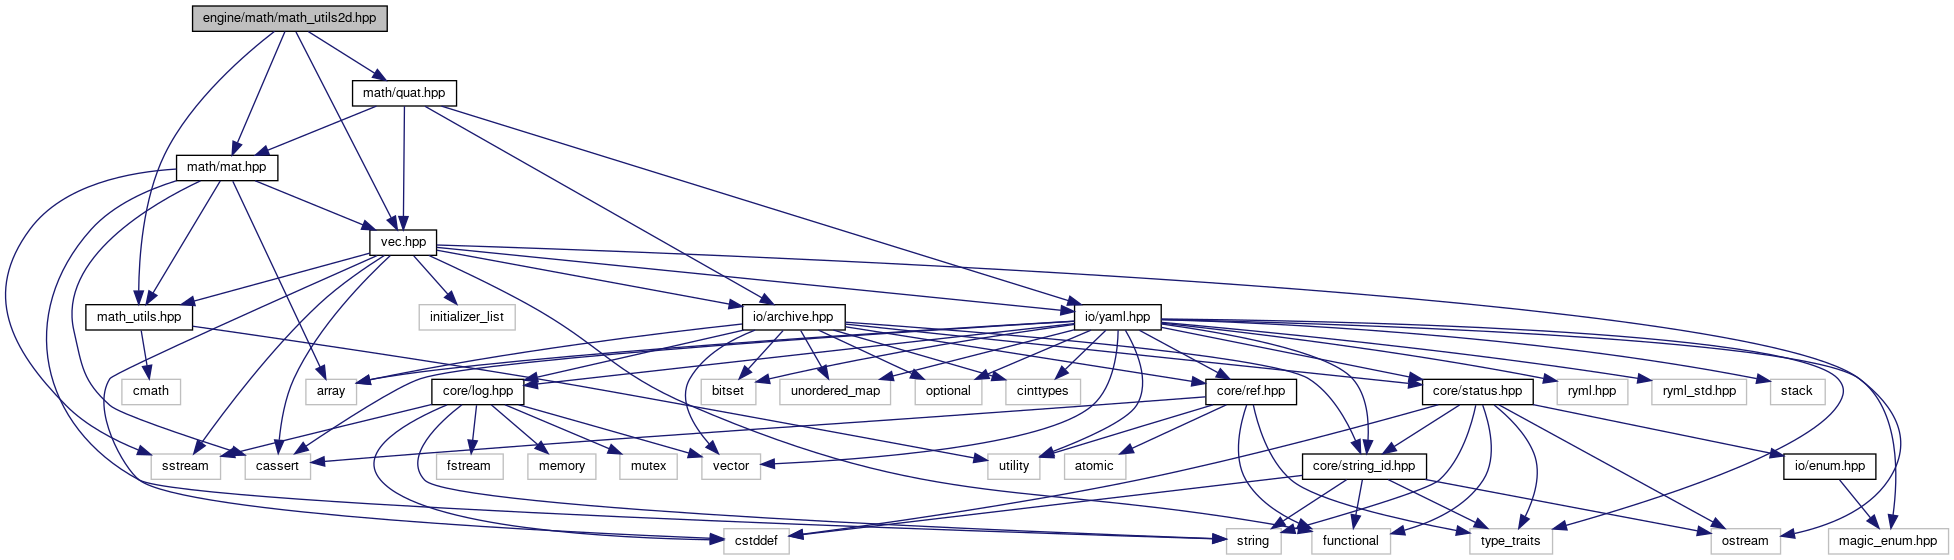 engine/math/math_utils2d.hpp
math/quat.hpp
math/mat.hpp
vec.hpp
math_utils.hpp
initializer_list
io/archive.hpp
io/yaml.hpp
cmath
array
core/log.hpp
bitset
unordered_map
optional
cinttypes
core/ref.hpp
core/status.hpp
ryml.hpp
ryml_std.hpp
stack
sstream
cassert
fstream
memory
mutex
vector
utility
atomic
core/string_id.hpp
io/enum.hpp
cstddef
string
functional
type_traits
ostream
magic_enum.hpp